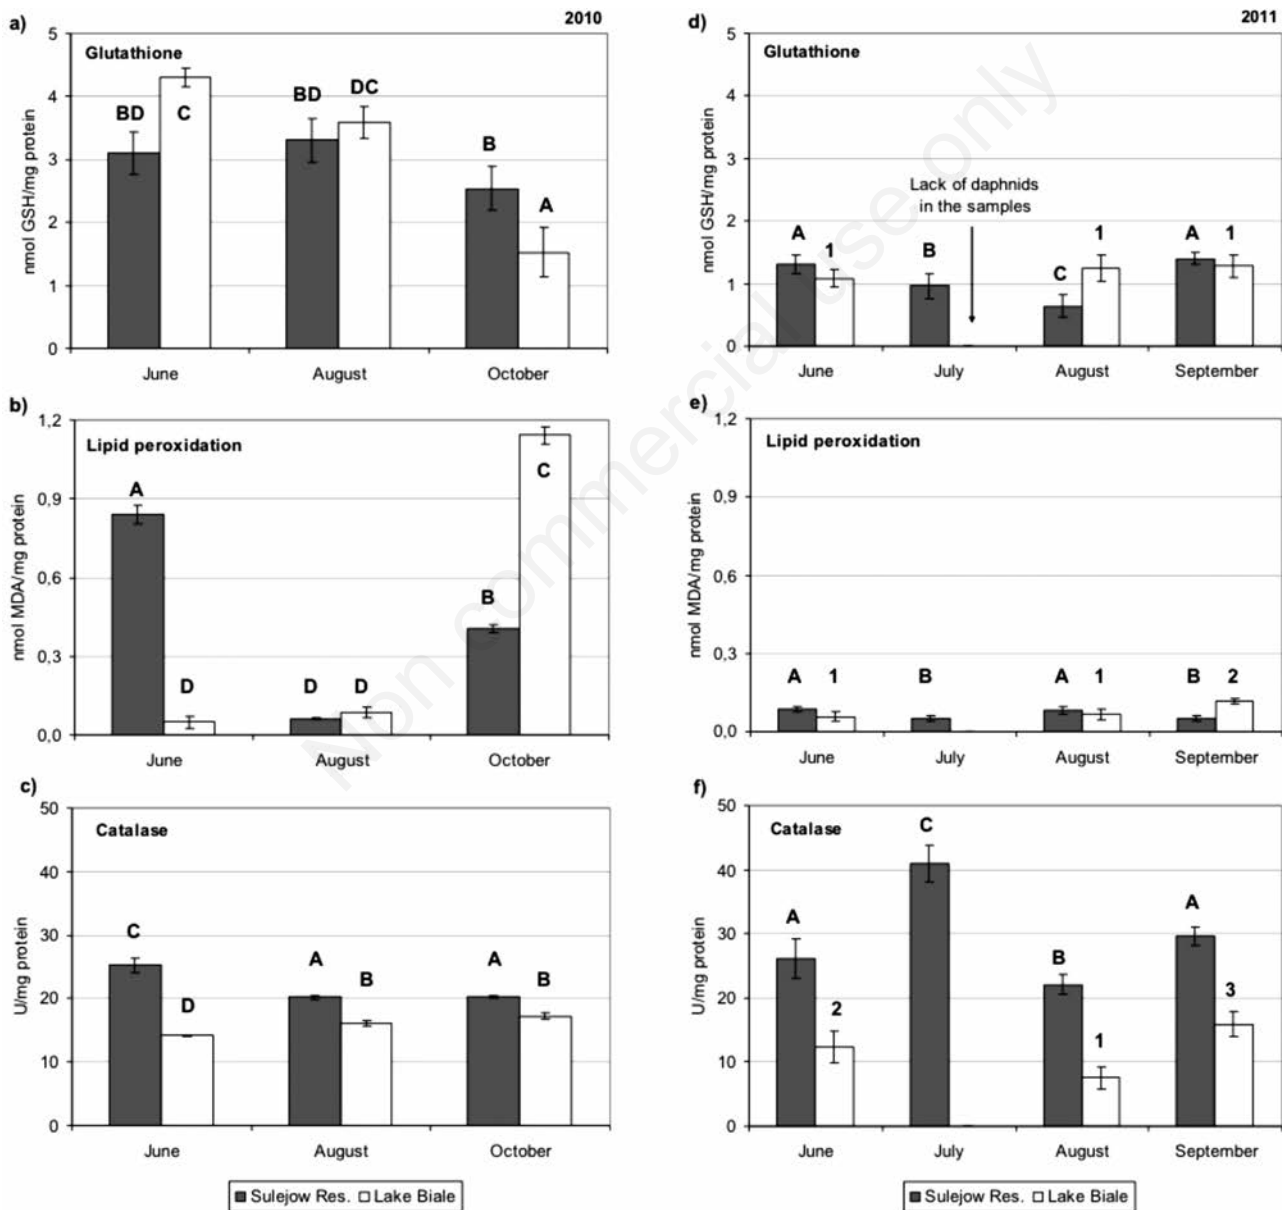 a)
2010
Glutathione
nmol GSH/mg protein
5
4
3
2
1
0
BD
C
BD
DC
B
A
June
August
October
b)
Lipid peroxidation
nmol MDA/mg protein
1,2
0,9
0,6
0,3
0,0
A
D
D
D
B
C
June
August
October
c)
Catalase
U/mg protein
50
40
30
20
10
0
C
D
A
B
A
B
June
August
October
Sulejow Res.
Lake Biale
d)
2011
Glutathione
nmol GSH/mg protein
5
4
3
2
1
0
Lack of daphnids
in the samples
A
1
B
C
1
A
1
June
July
August
September
e)
Lipid peroxidation
nmol MDA/mg protein
1,2
0,9
0,6
0,3
0,0
A
1
B
A
1
B
2
June
July
August
September
f)
Catalase
U/mg protein
50
40
30
20
10
0
A
2
C
B
1
A
3
June
July
August
September
Sulejow Res.
Lake Biale
Non commercial use only